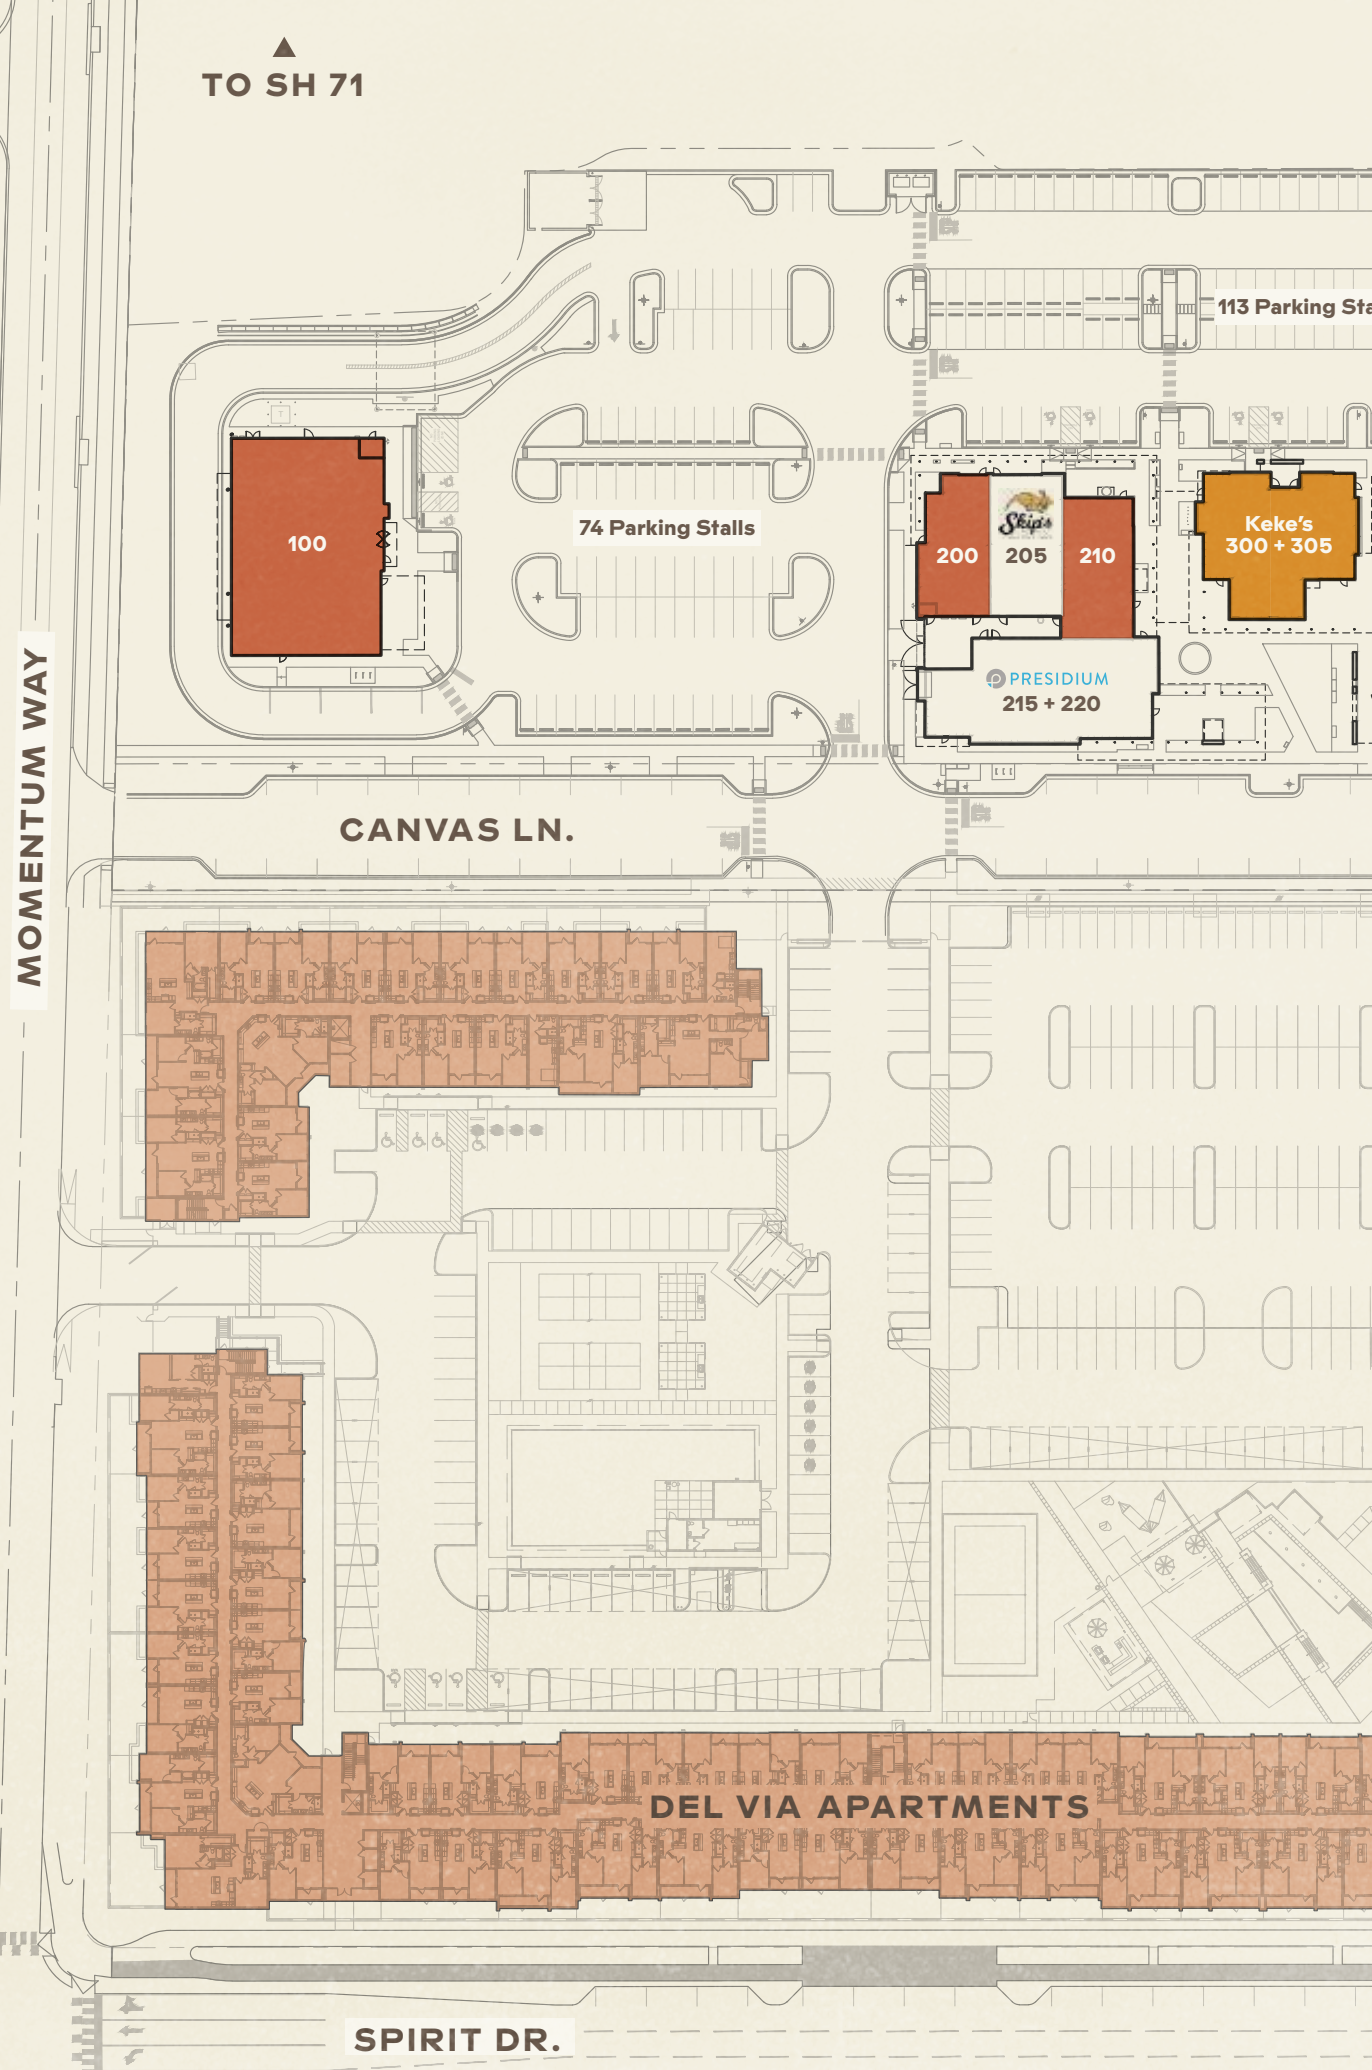 TO SH 71
113 Parking Sta
Skip's
205
200
210
Keke's
300 + 305
100
74 Parking Stalls
PRESIDIUM
215 + 220
MOMENTUM WAY
CANVAS LN.
DEL VIA APARTMENTS
SPIRIT DR.